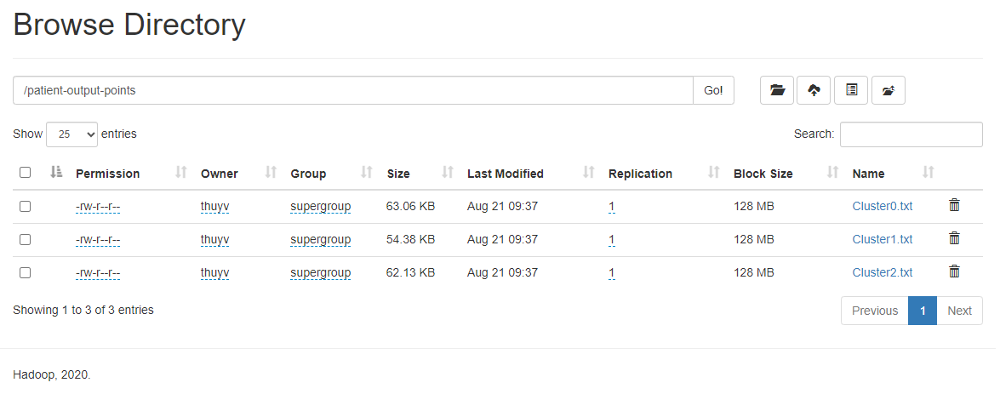 Browse Directory
/patient-output-points Go!
Show 25 entries Search:
Permission Owner Group Size Last Modified Replication Block Size Name
-rw-r--r-- thuyv supergroup 63.06 KB Aug 21 09:37 1 128 MB Cluster0.txt
-rw-r--r-- thuyv supergroup 54.38 KB Aug 21 09:37 1 128 MB Cluster1.txt
-rw-r--r-- thuyv supergroup 62.13 KB Aug 21 09:37 1 128 MB Cluster2.txt
Showing 1 to 3 of 3 entries Previous 1 Next
Hadoop, 2020.